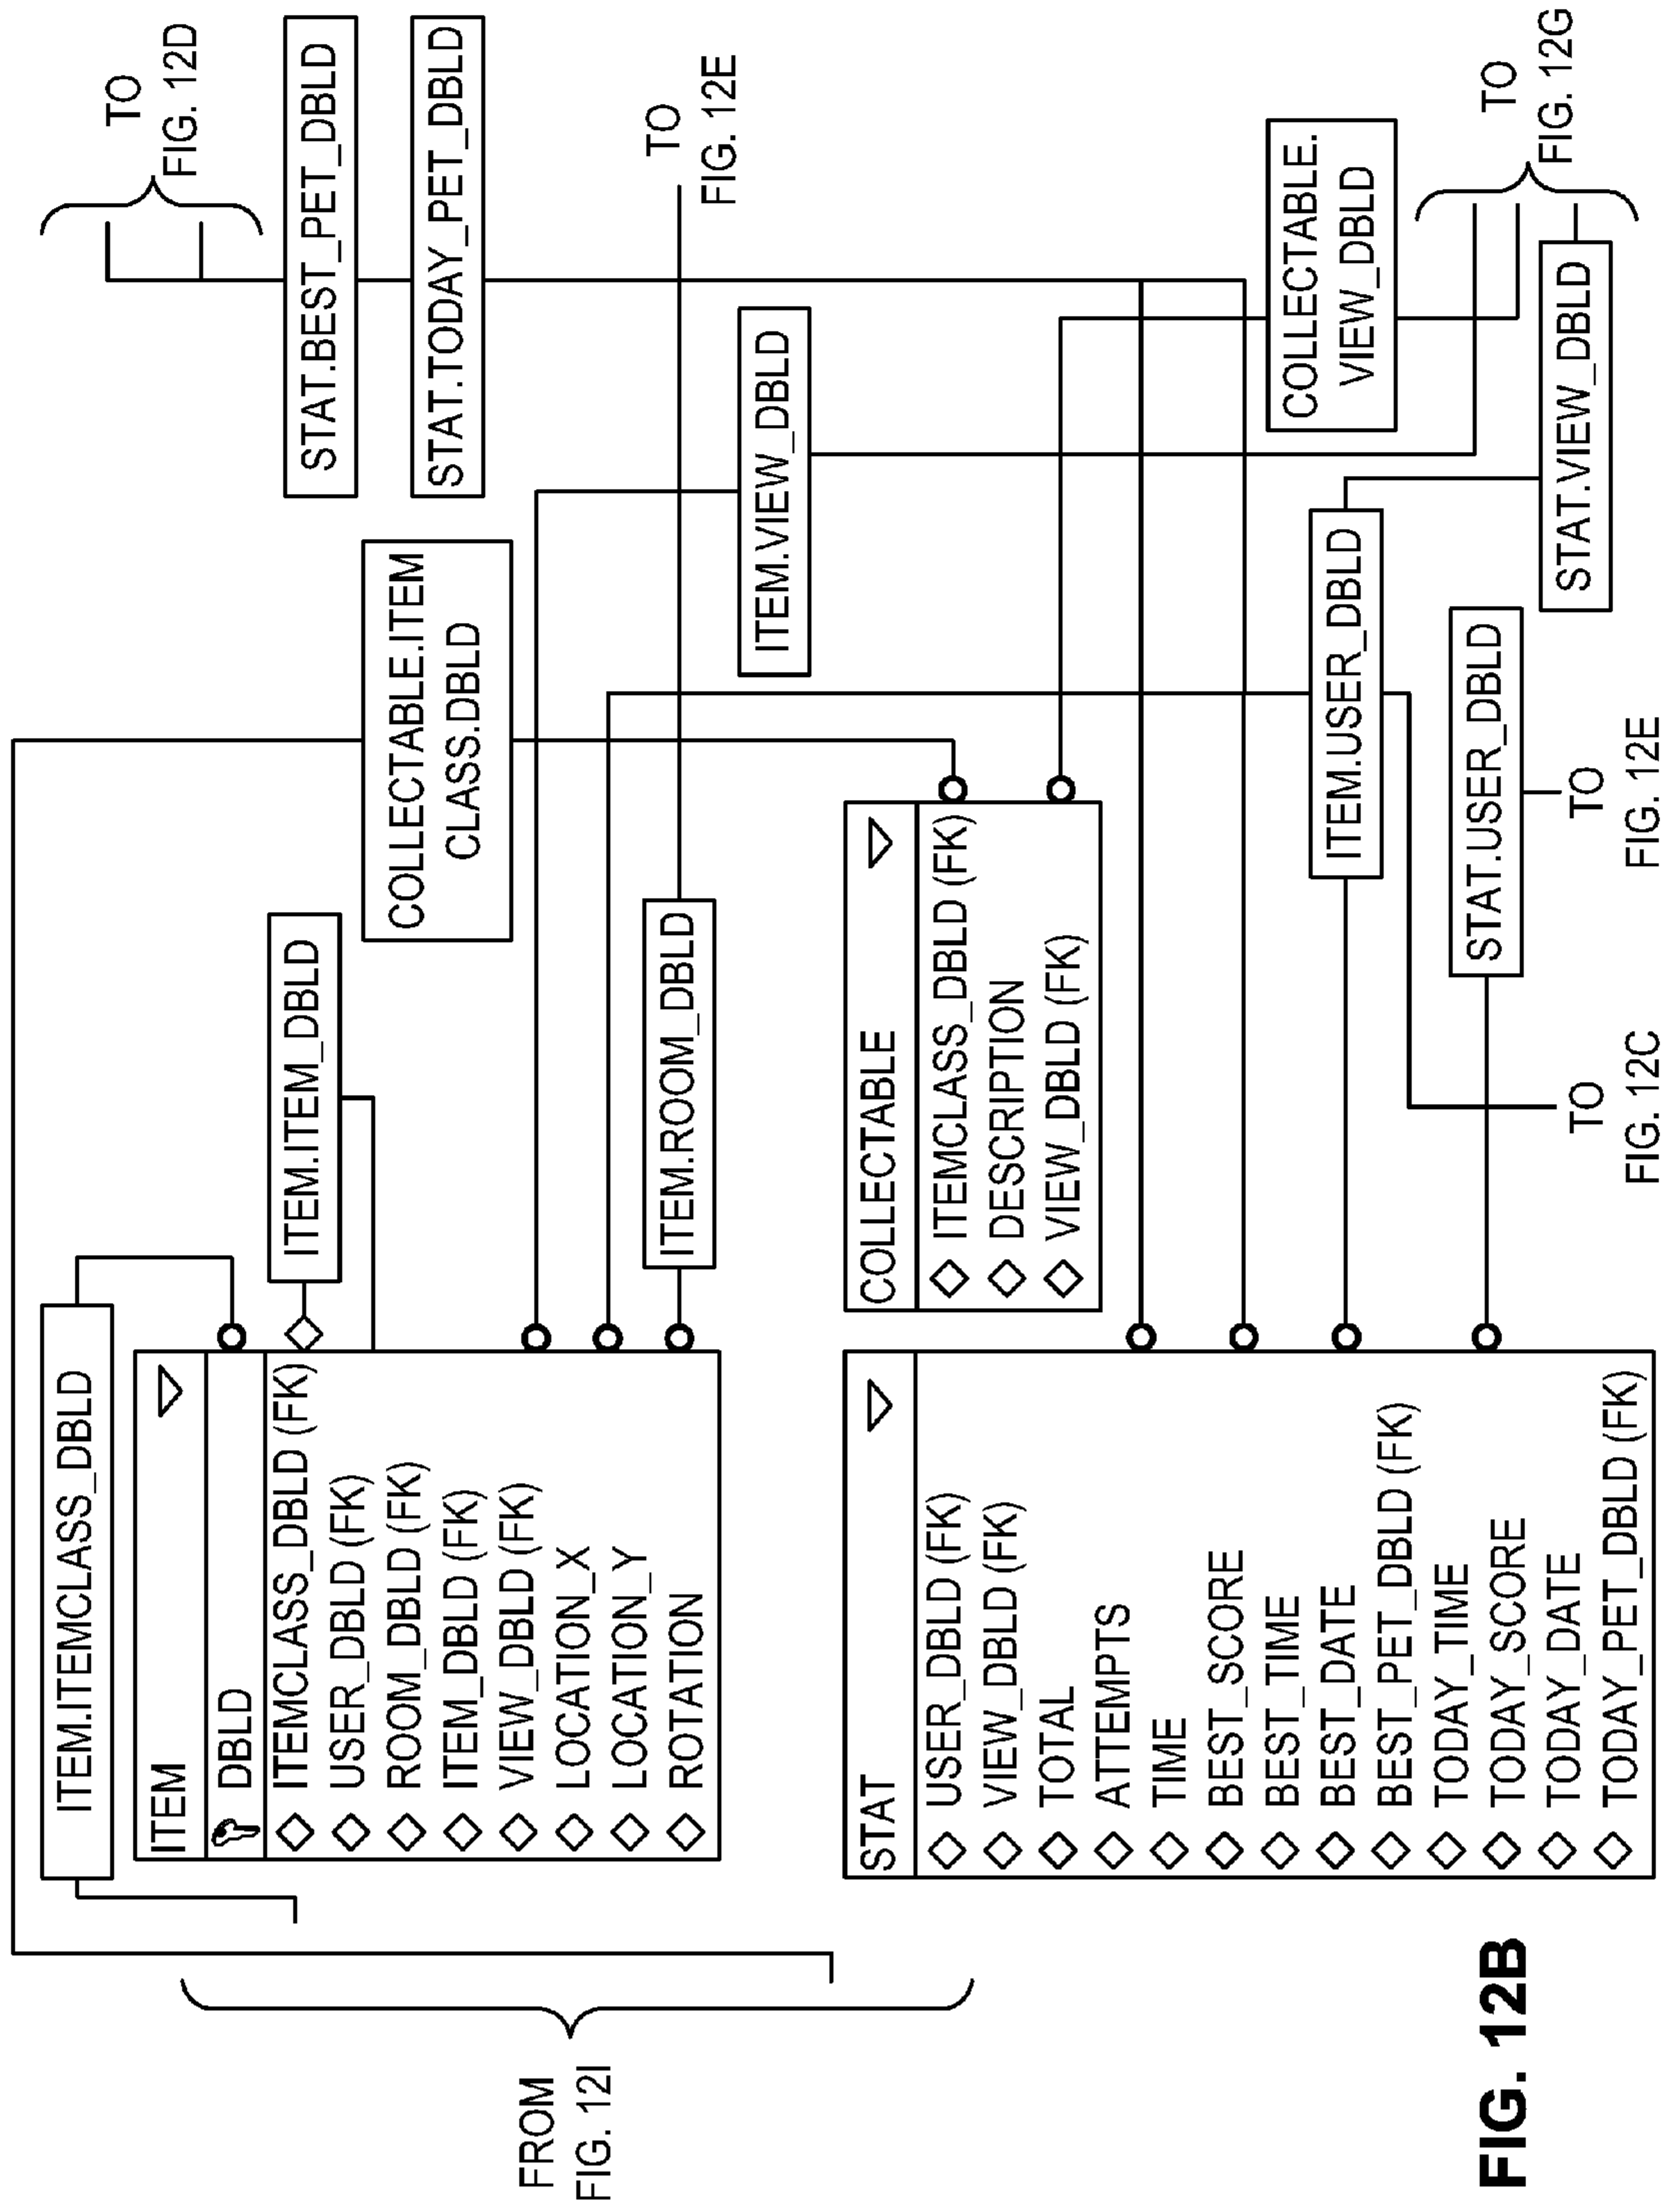 ITEM.ITEMCLASS_DBLD
ITEM
DBLD
ITEMCLASS_DBLD (FK)
USER_DBLD (FK)
ROOM_DBLD (FK)
ITEM_DBLD (FK)
VIEW_DBLD (FK)
LOCATION_X
LOCATION_Y
ROTATION
ITEM.ITEM_DBLD
COLLECTABLE.ITEM
CLASS.DBLD
ITEM.ROOM_DBLD
TO
FIG. 12D
STAT.BEST_PET_DBLD
STAT.TODAY_PET_DBLD
TO
FIG. 12E
ITEM.VIEW_DBLD
FROM
FIG. 12I
STAT
USER_DBLD (FK)
VIEW_DBLD (FK)
TOTAL
ATTEMPTS
TIME
BEST_SCORE
BEST_TIME
BEST_DATE
BEST_PET_DBLD (FK)
TODAY_TIME
TODAY_SCORE
TODAY_DATE
TODAY_PET_DBLD (FK)
COLLECTABLE
ITEMCLASS_DBLD (FK)
DESCRIPTION
VIEW_DBLD (FK)
COLLECTABLE.
VIEW_DBLD
ITEM.USER_DBLD
STAT.USER_DBLD
STAT.VIEW_DBLD
TO
FIG. 12G
TO
FIG. 12C
TO
FIG. 12E
FIG. 12B